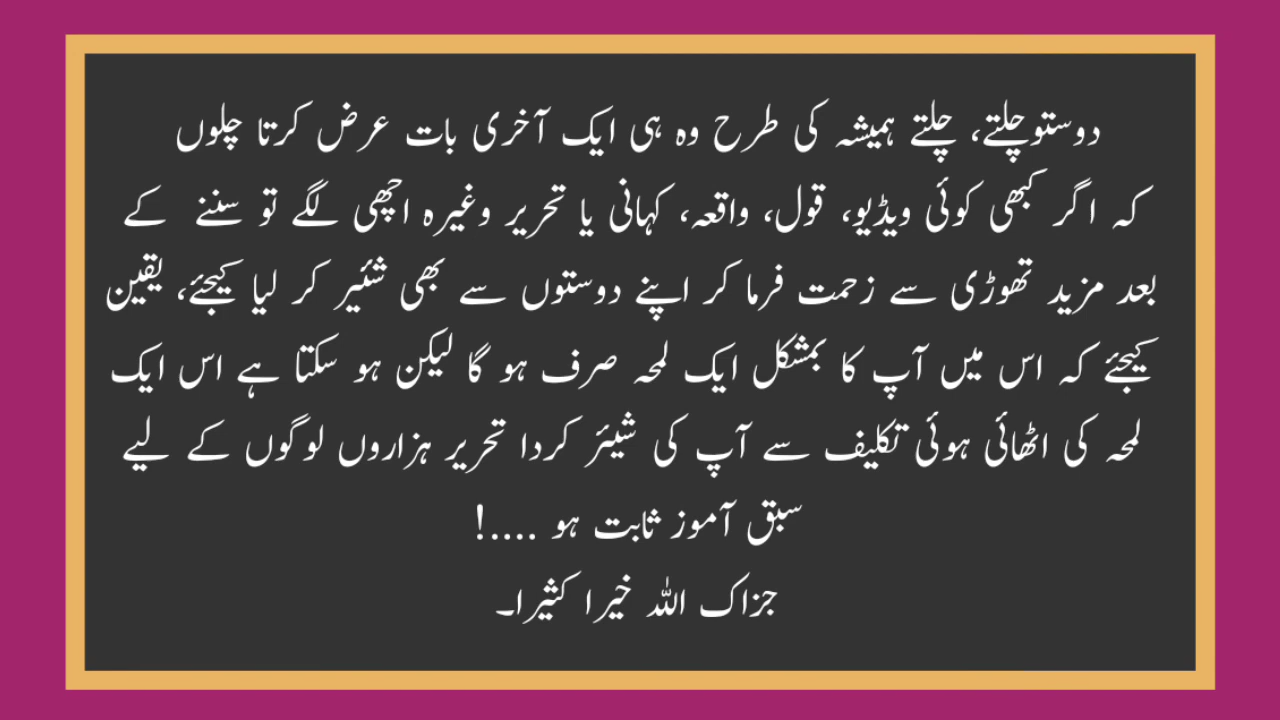 دوستوچلتے، چلتے ہمیشہ کی طرح وہ ہی ایک آخری بات عرض کرتا چلوں
کہ اگر کبھی کوئی ویڈیو، قول، واقعہ، کہانی یا تحریر وغیرہ اچھی لگے تو سننے کے
بعد مزید تھوڑی سے زحمت فرما کر اپنے دوستوں سے بھی شئیر کر لیا کیجئے، یقین
کیجئے کہ اس میں آپ کا بمشکل ایک لمحہ صرف ہو گا لیکن ہو سکتا ہے اس ایک
لمحہ کی اٹھائی ہوئی تکلیف سے آپ کی شیئر کردا تحریر ہزاروں لوگوں کے لیے
سبق آموز ثابت ہو ....!
جزاک اللہ خیرا کثیرا۔